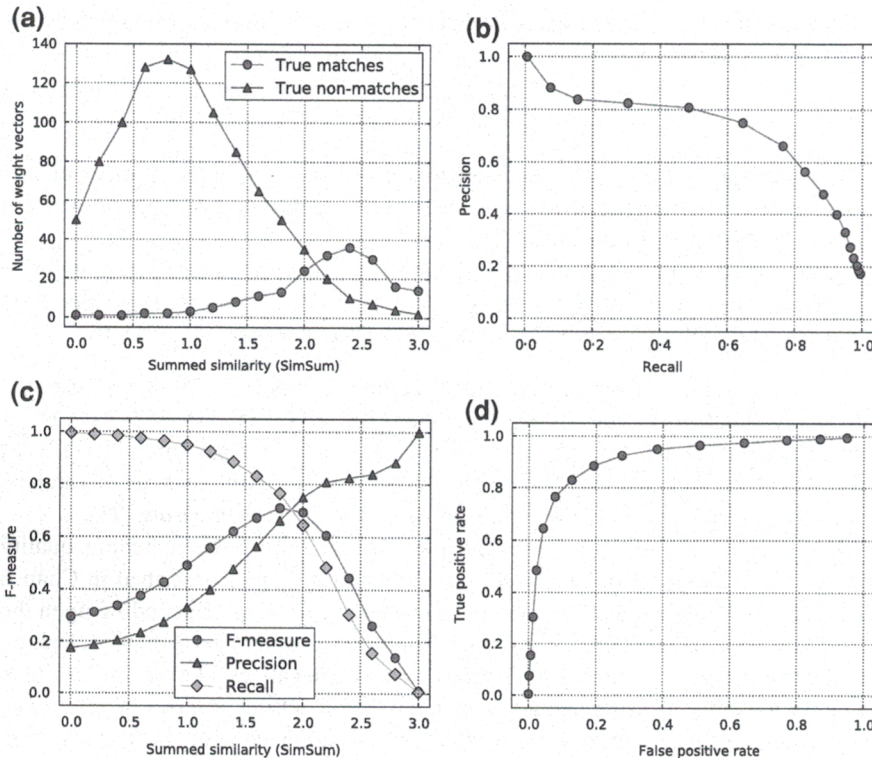 (a)
140
120
100
80
60
40
20
0
Number of weight vectors
True matches
True non-matches
0.0 0.5 1.0 1.5 2.0 2.5 3.0
Summed similarity (SimSum)
(b)
1.0
0.8
0.6
0.4
0.2
0.0
Precision
0·0 0·2 0·4 0·6 0·8 1·0
Recall
(c)
1.0
0.8
0.6
0.4
0.2
0.0
F-measure
F-measure
Precision
Recall
0.0 0.5 1.0 1.5 2.0 2.5 3.0
Summed similarity (SimSum)
(d)
1.0
0.8
0.6
0.4
0.2
0.0
True positive rate
0.0 0.2 0.4 0.6 0.8 1.0
False positive rate